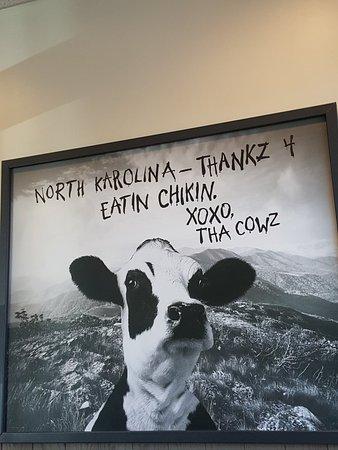 NORTH KAROLINA – THANKZ 4
EATIN CHIKIN.
XOXO,
THA COWZ